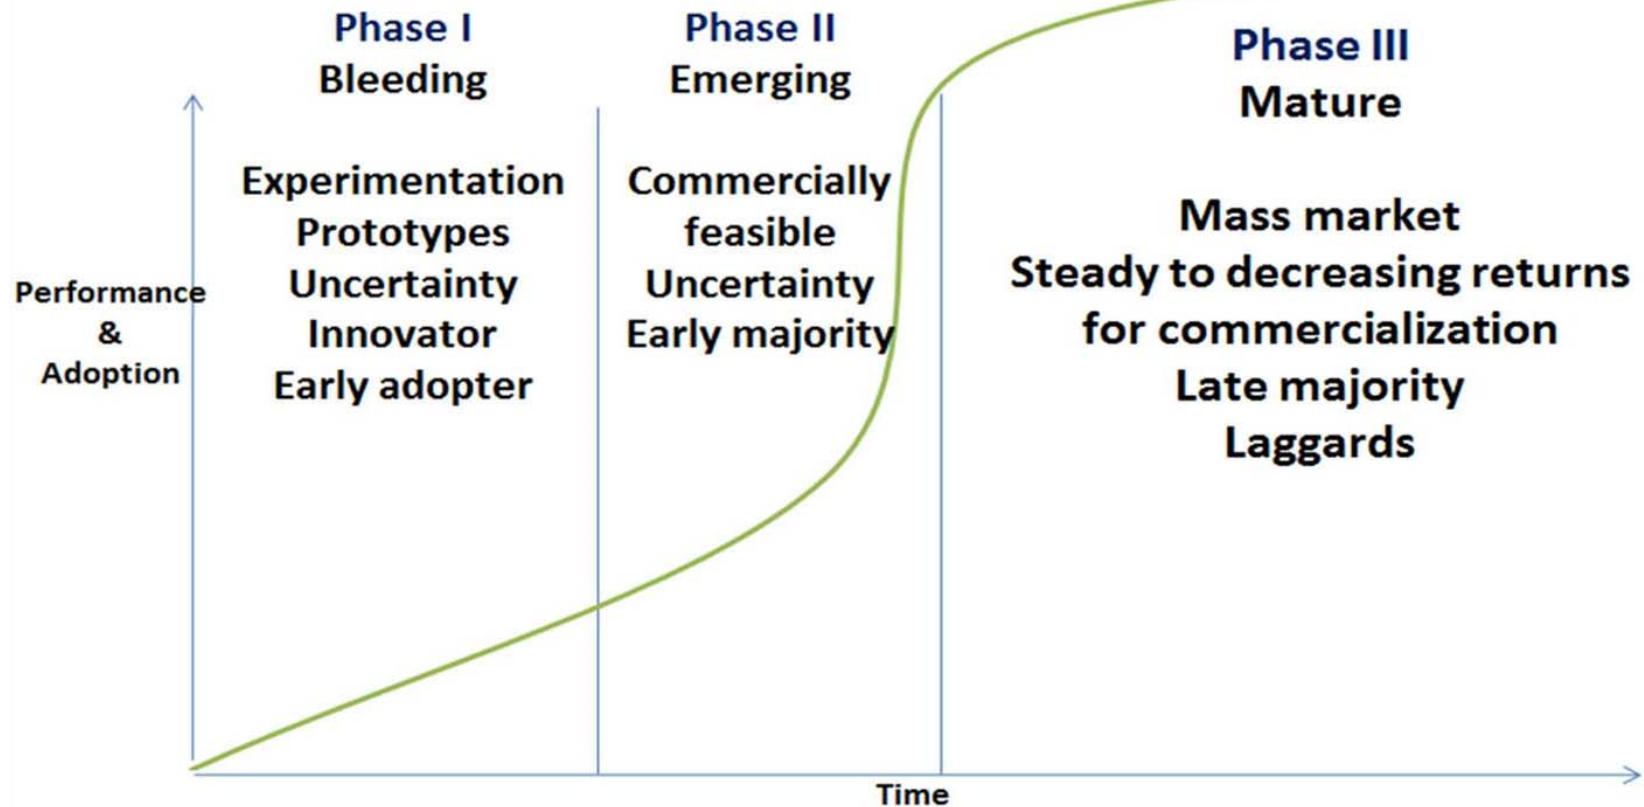 Phase I
Bleeding
Experimentation
Prototypes
Uncertainty
Innovator
Early adopter
Phase II
Emerging
Commercially
feasible
Uncertainty
Early majority
Phase III
Mature
Mass market
Steady to decreasing returns
for commercialization
Late majority
Laggards
Performance
&
Adoption
Time